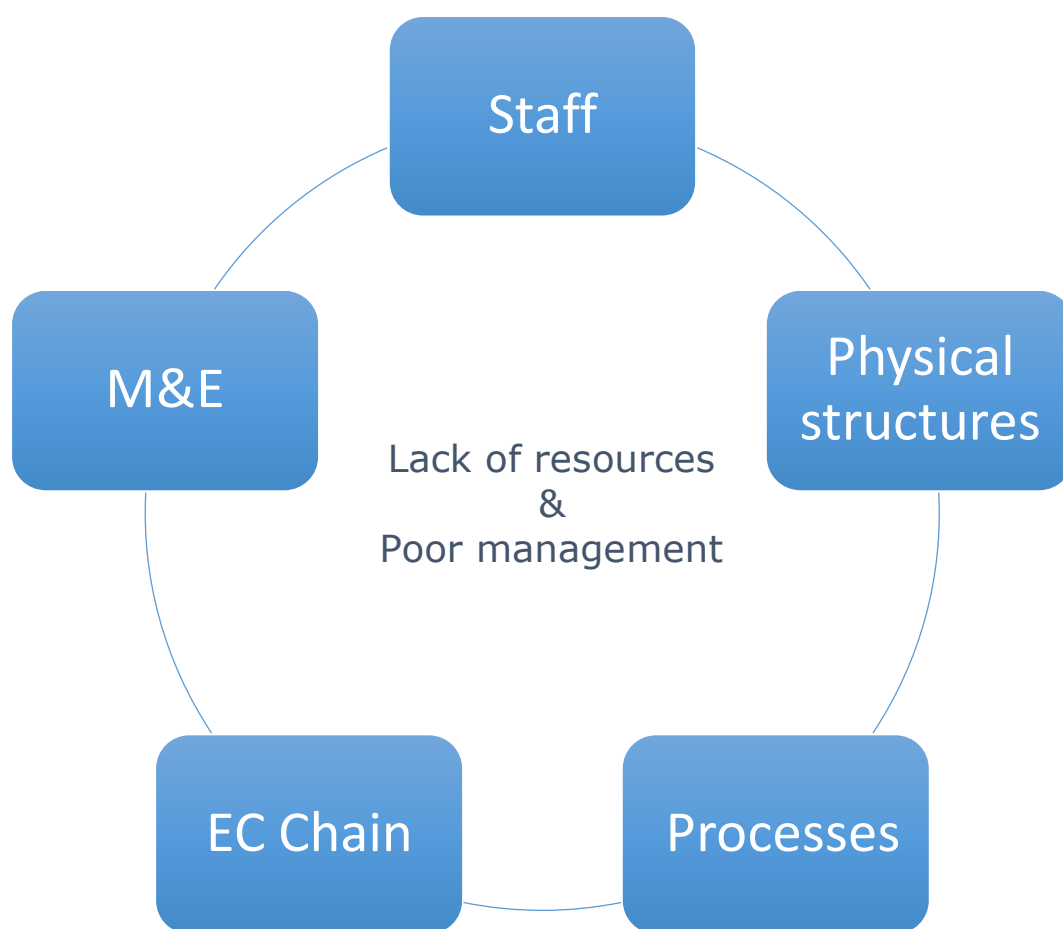 Staff
Physical
structures
M&E
Lack of resources
&
Poor management
EC Chain
Processes